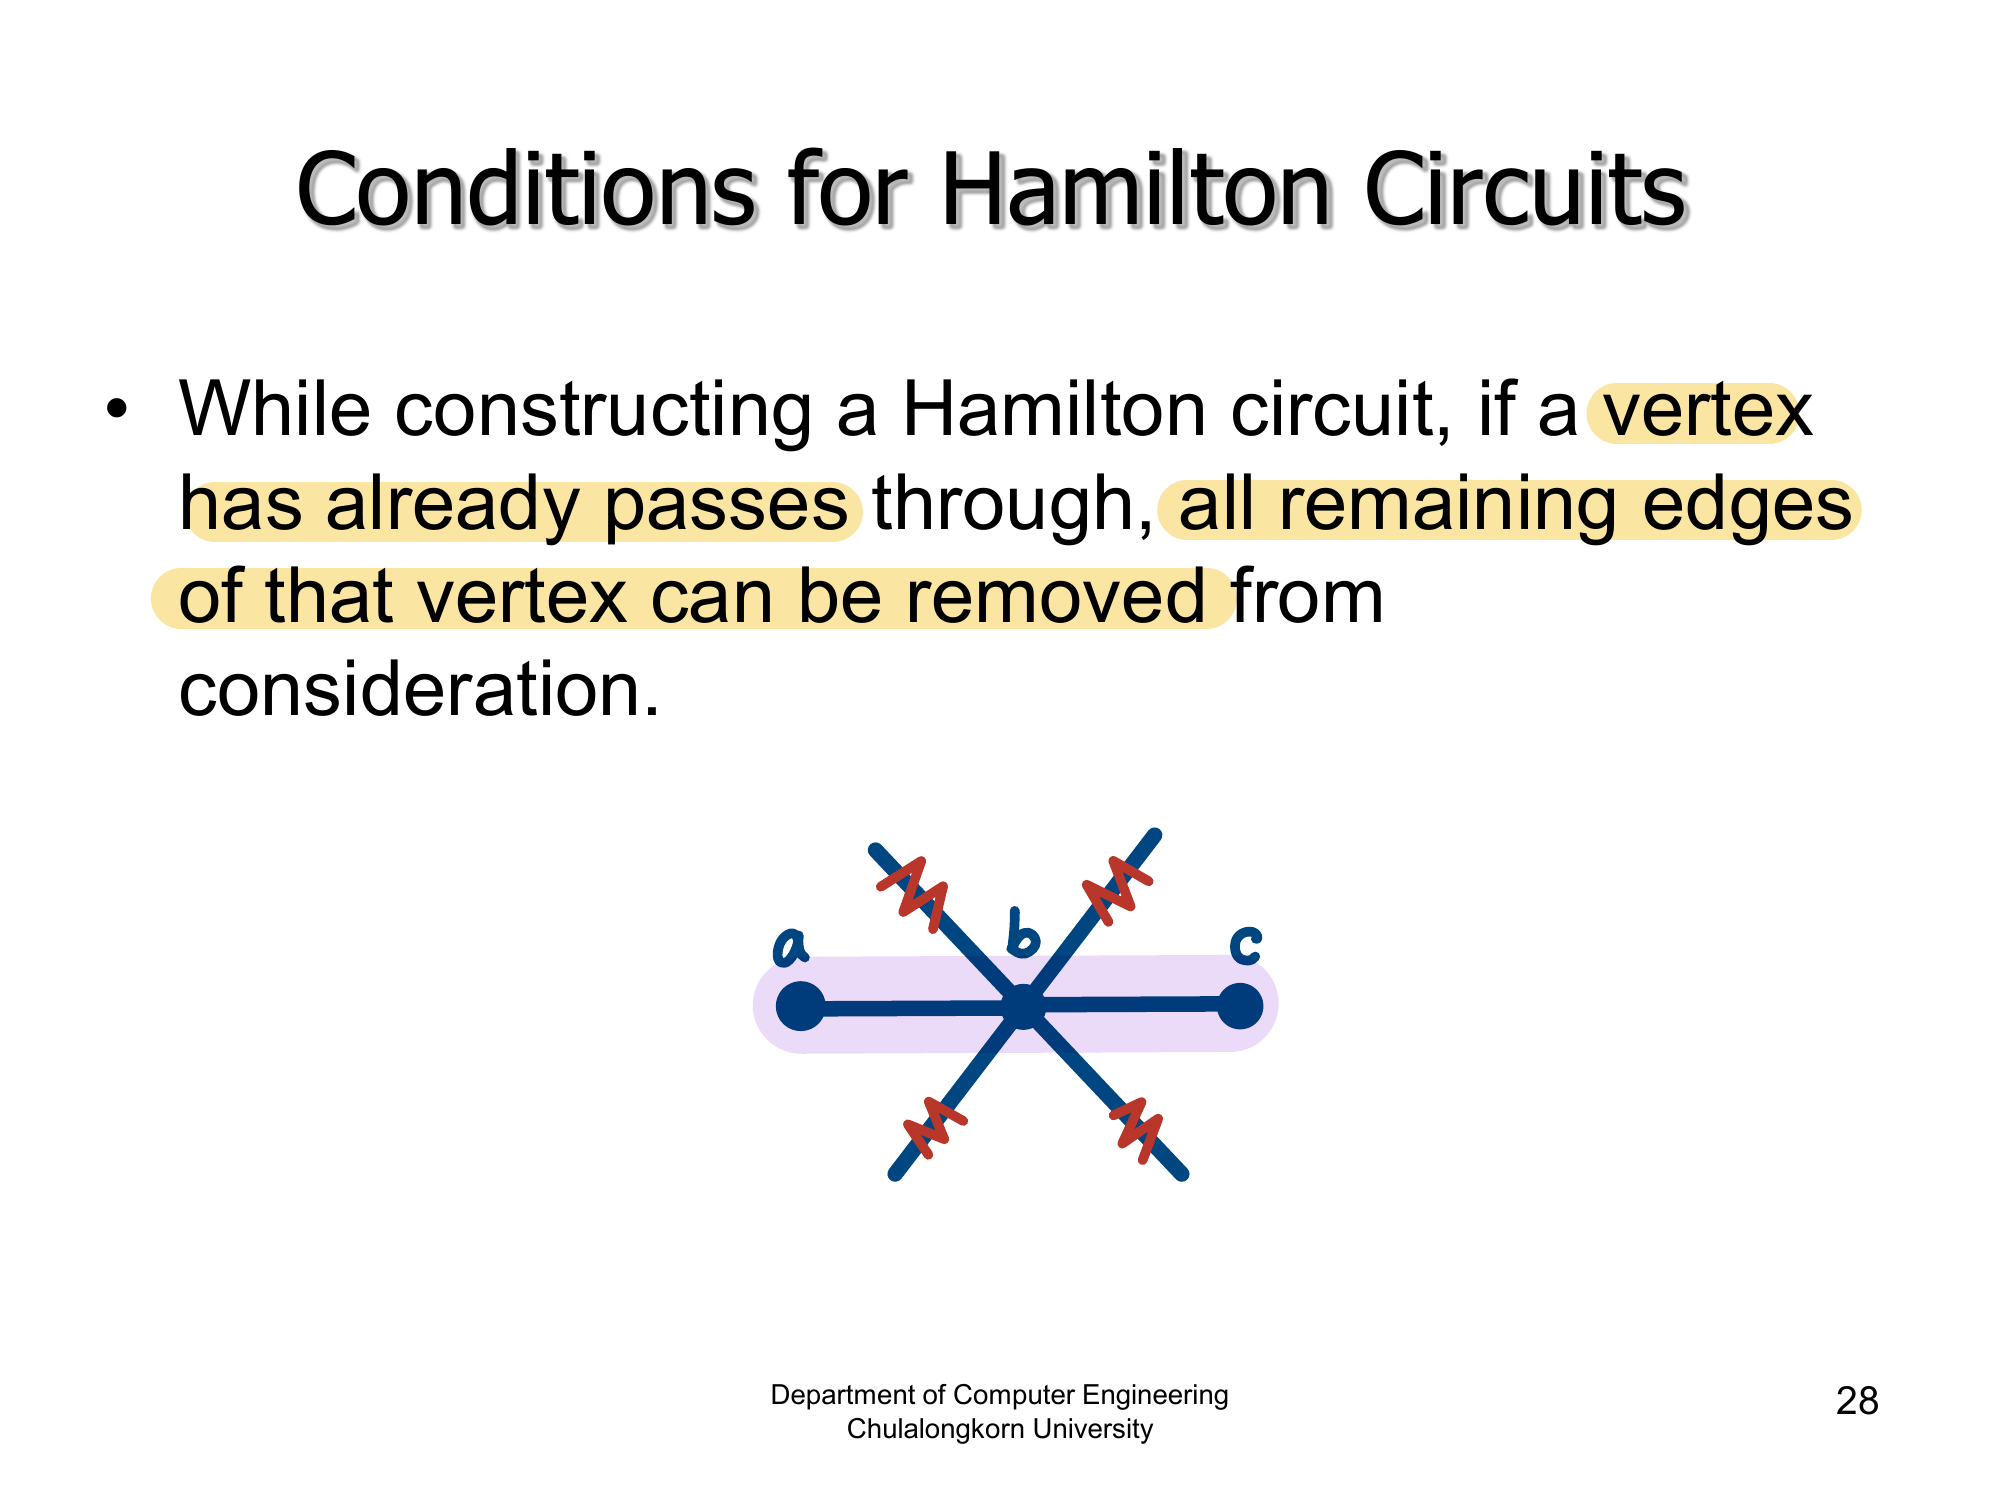 Conditions for Hamilton Circuits
• While constructing a Hamilton circuit, if a vertex
has already passes through, all remaining edges
of that vertex can be removed from
consideration.
a b c
Department of Computer Engineering
Chulalongkorn University
28